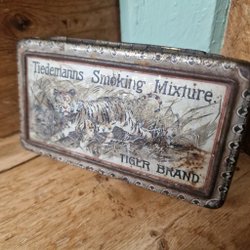 Tiedemanns Smoking Mixture.
TIGER BRAND